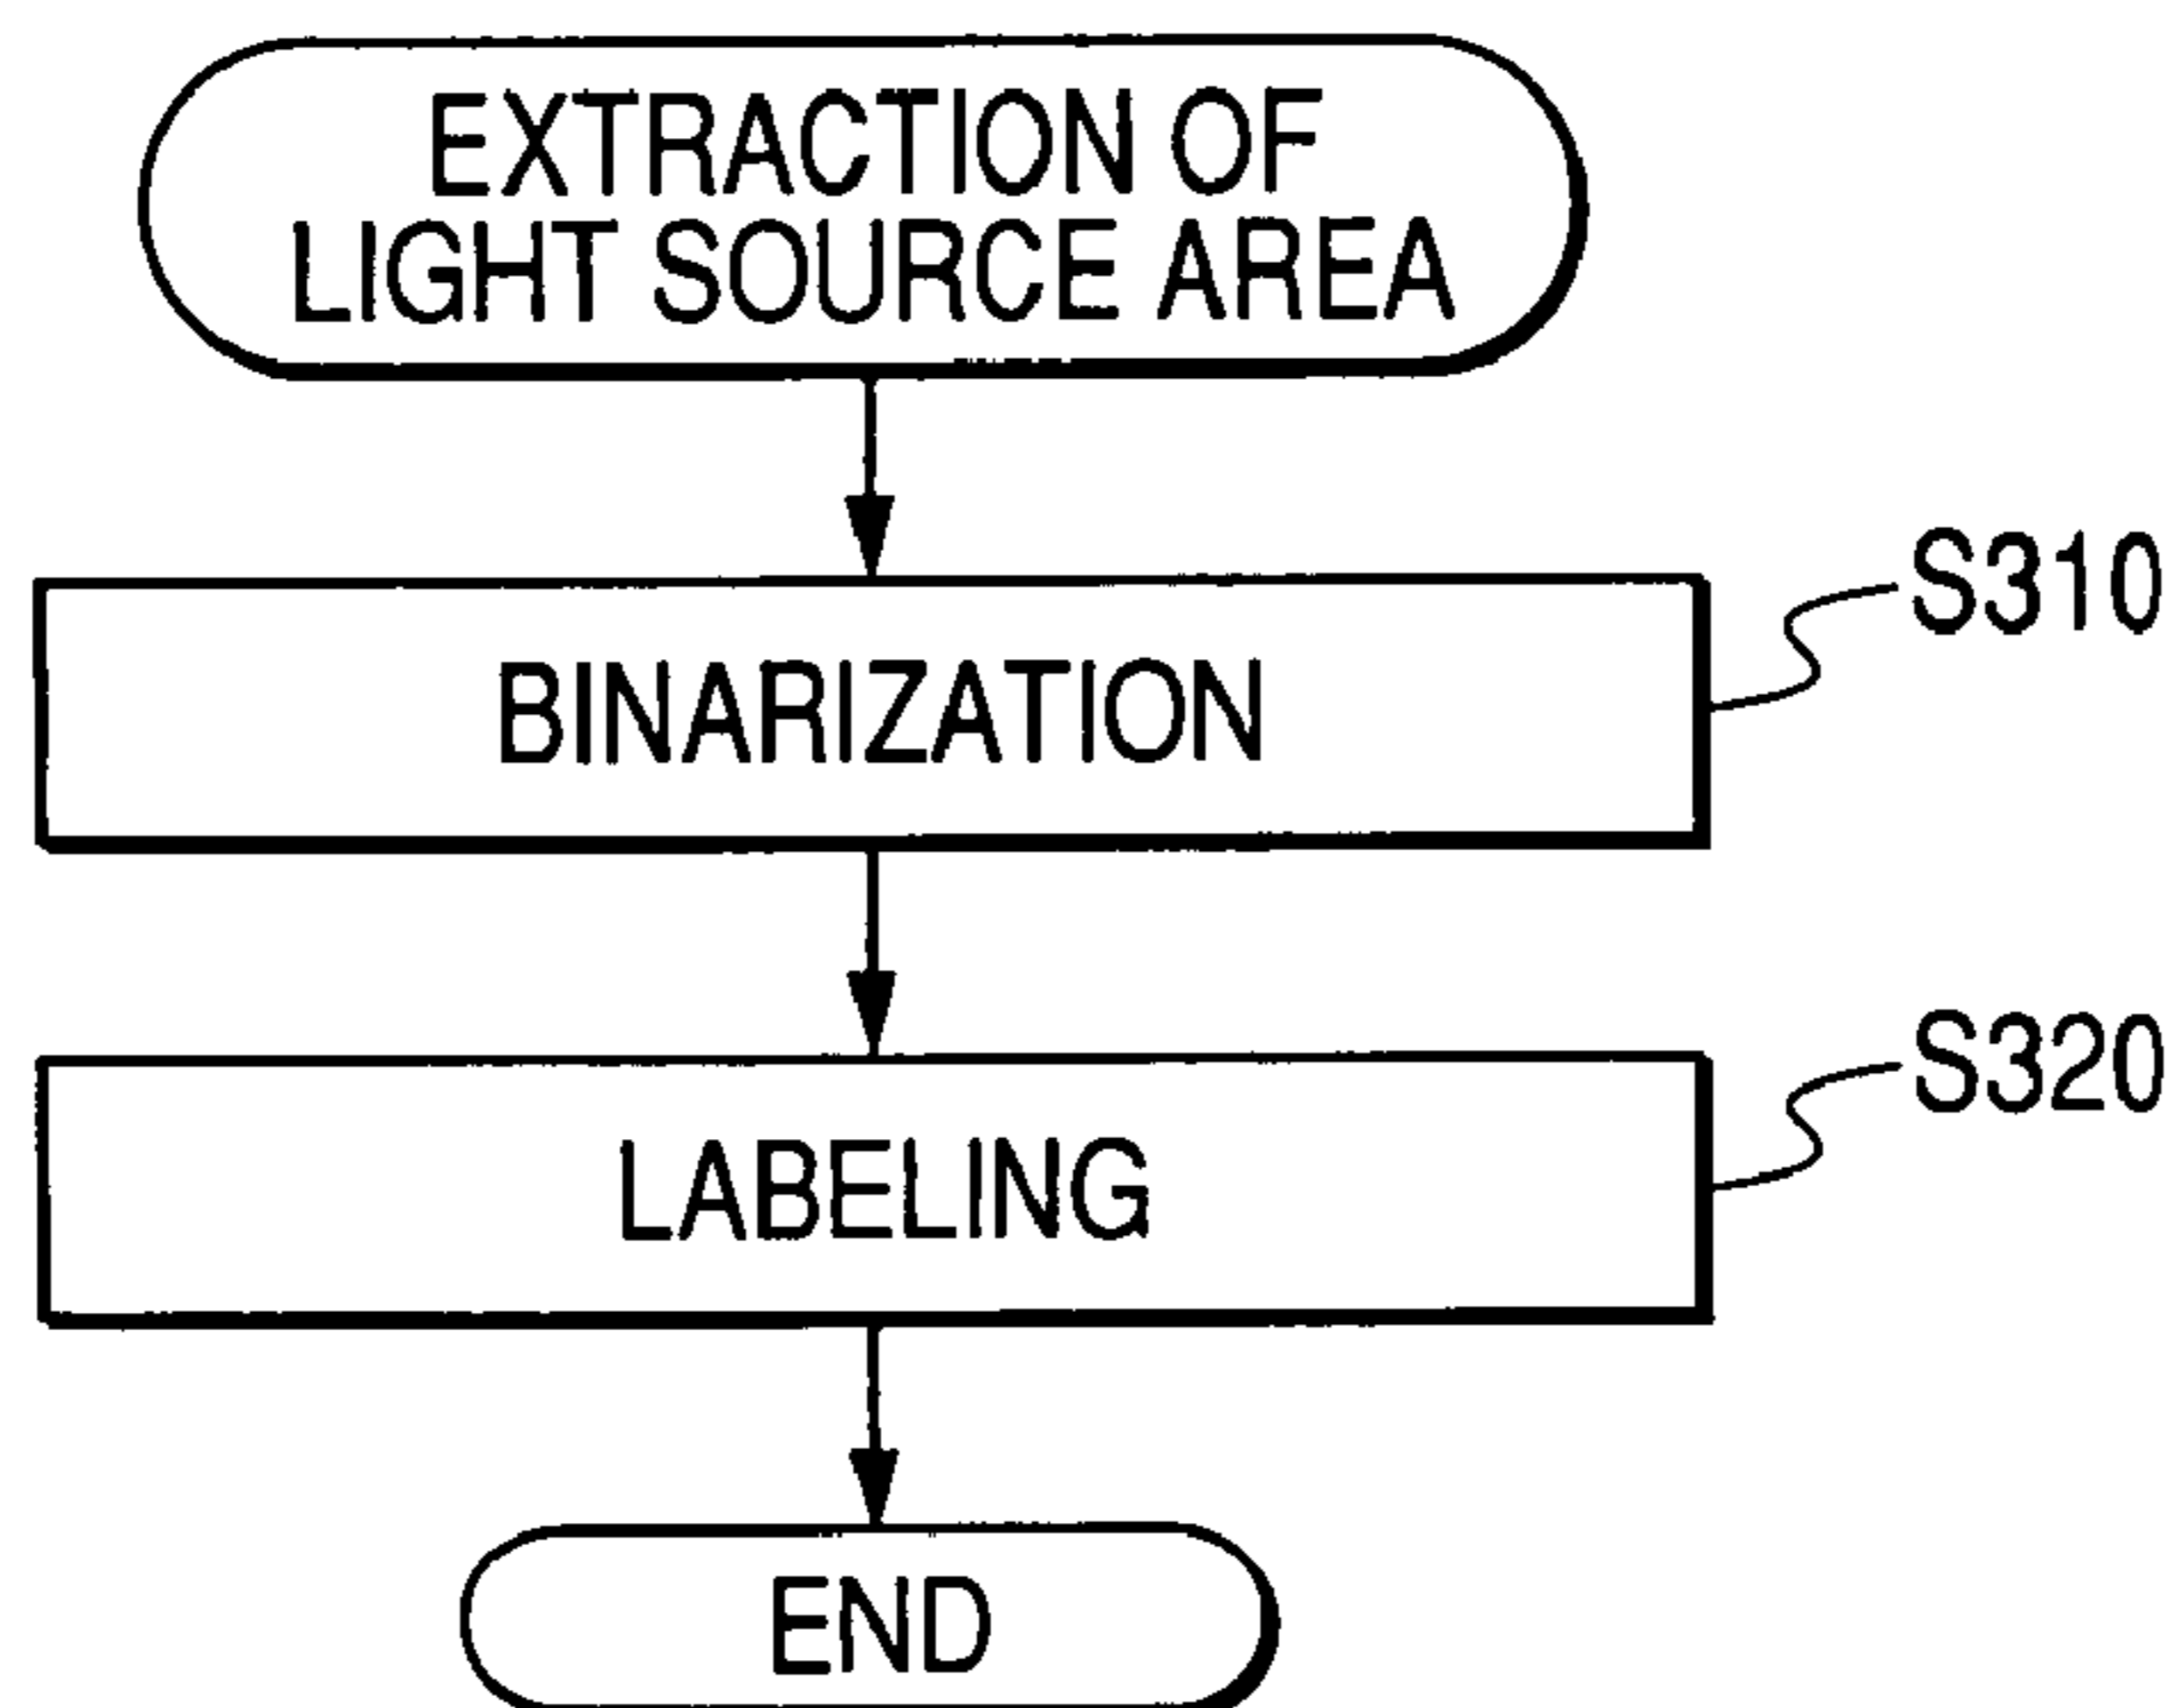 EXTRACTION OF
LIGHT SOURCE AREA
S310
BINARIZATION
S320
LABELING
END